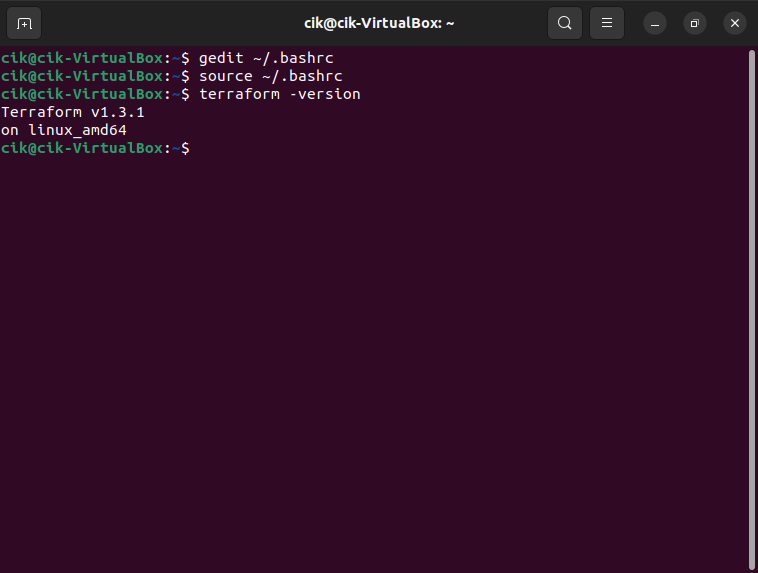 cik@cik-VirtualBox: ~
cik@cik-VirtualBox:~$ gedit ~/.bashrc
cik@cik-VirtualBox:~$ source ~/.bashrc
cik@cik-VirtualBox:~$ terraform -version
Terraform v1.3.1
on linux_amd64
cik@cik-VirtualBox:~$